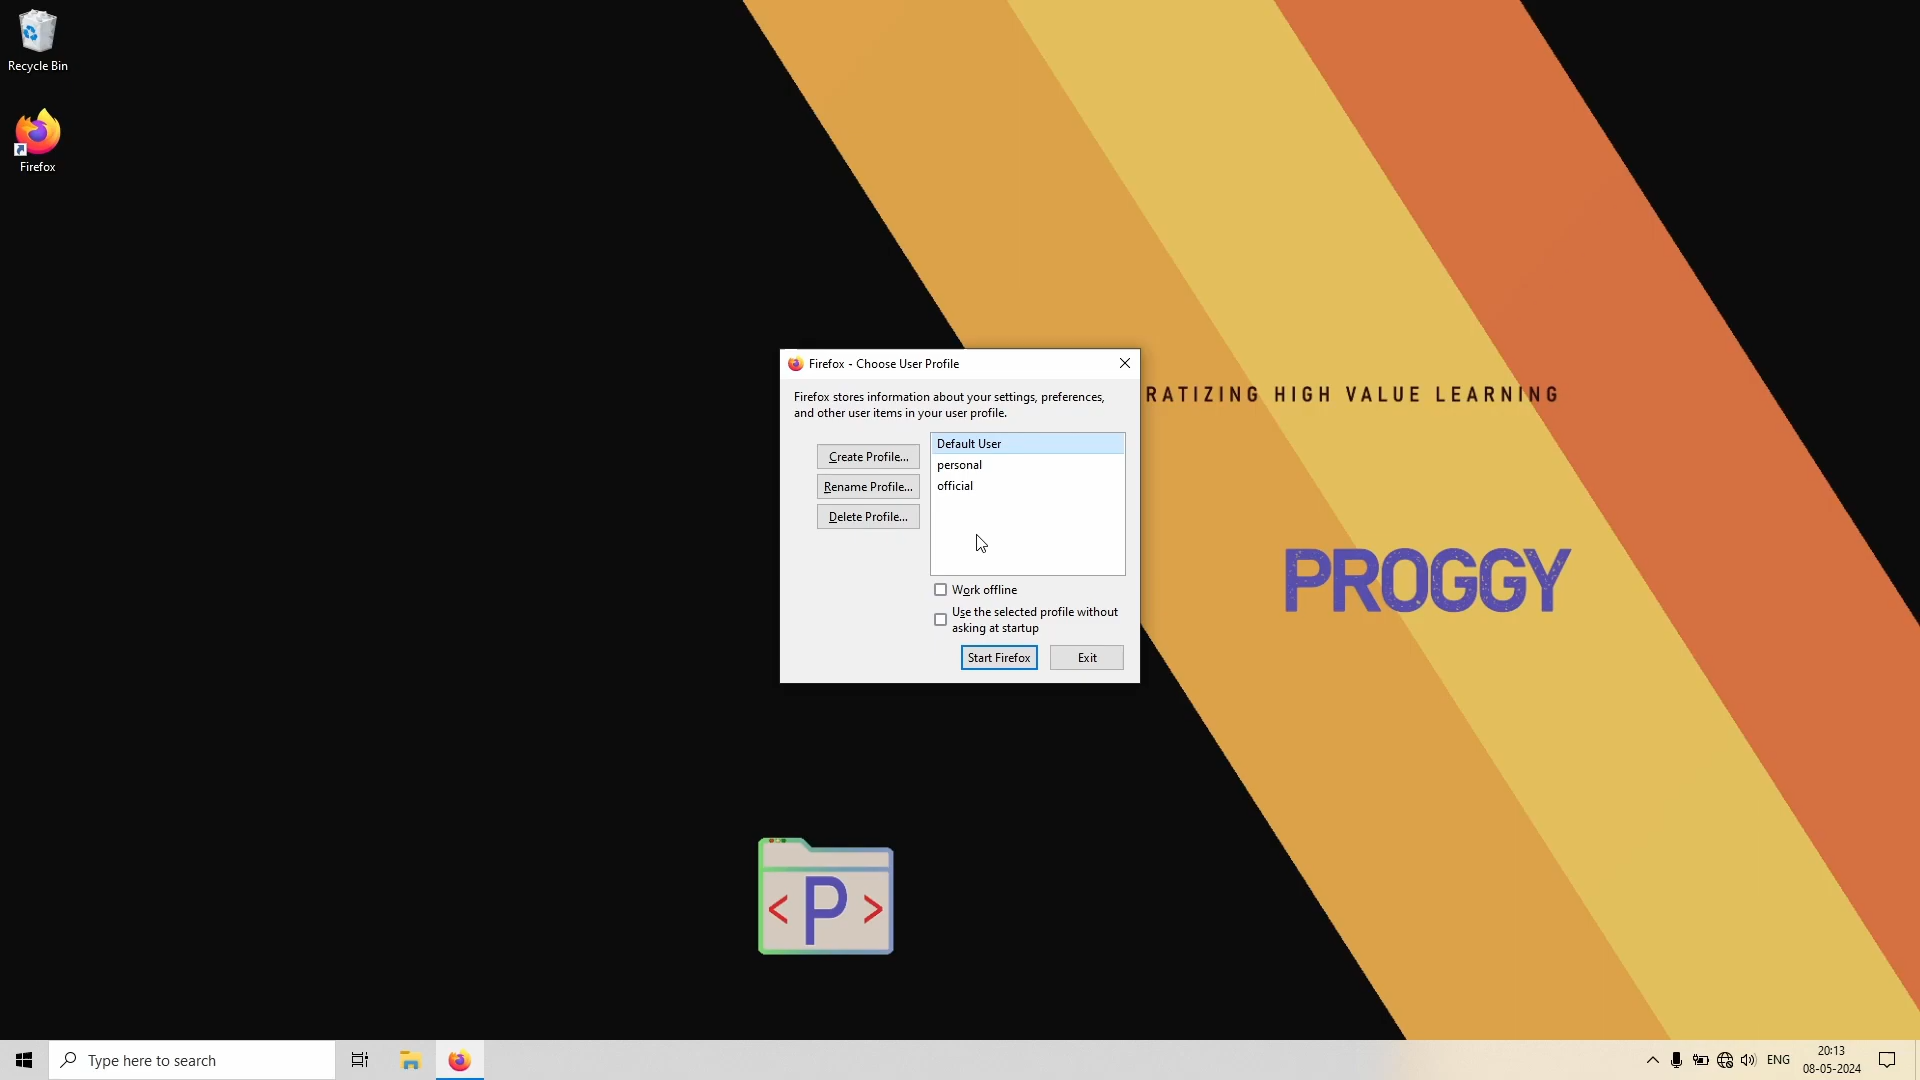 Recycle Bin
Firefox
Firefox - Choose User Profile
Firefox stores information about your settings, preferences,
and other user items in your user profile.
Create Profile...
Rename Profile...
Delete Profile...
Default User
personal
official
Work offline
Use the selected profile without
asking at startup
Start Firefox
Exit
RATIZING HIGH VALUE LEARNING
PROGGY
< P >
Type here to search
ENG
20:13
08-05-2024